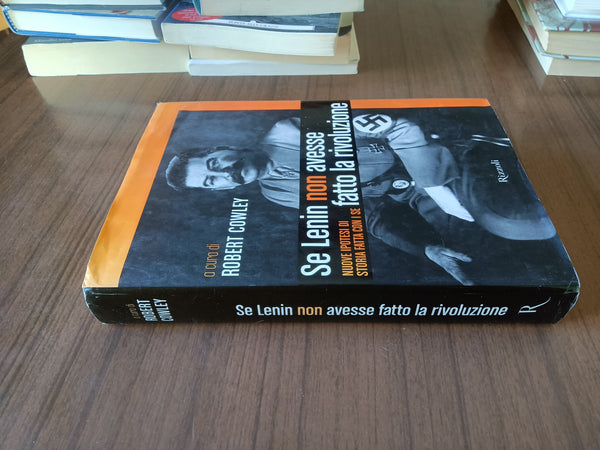 a cura di
ROBERT COWLEY
Se Lenin non avesse
fatto la rivoluzione
NUOVE IPOTESI DI
STORIA FATTA CON I SE
Rizzoli
a cura di
ROBERT
COWLEY
Se Lenin non avesse fatto la rivoluzione
R